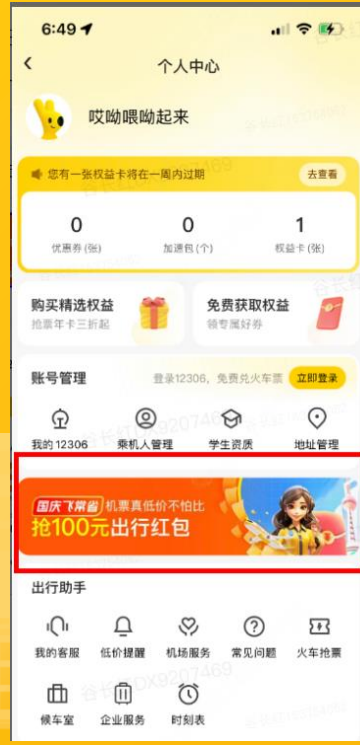 6:49
个人中心
哎呦喂呦起来
您有一张权益卡将在一周内过期
去查看
0
0
1
优惠券(张)
加速包(个)
权益卡(张)
购买精选权益
抢票年卡三折起
免费获取权益
领专属好券
账号管理
登录12306，免费兑火车票
立即登录
我的12306
乘机人管理
学生资质
地址管理
国庆飞常省
机票真低价不怕比
抢100元出行红包
出行助手
我的客服
低价提醒
机场服务
常见问题
火车抢票
候车室
企业服务
时刻表